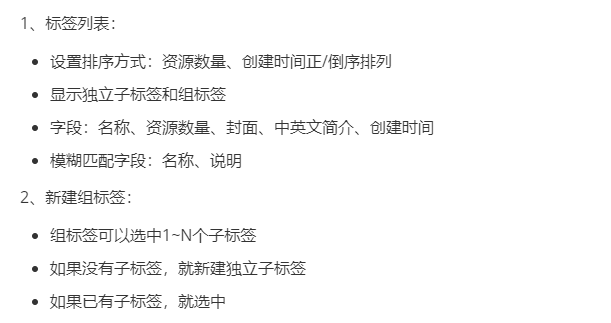 1、标签列表：
设置排序方式：资源数量、创建时间正/倒序排列
显示独立子标签和组标签
字段：名称、资源数量、封面、中英文简介、创建时间
模糊匹配字段：名称、说明
2、新建组标签：
组标签可以选中1~N个子标签
如果没有子标签，就新建独立子标签
如果已有子标签，就选中